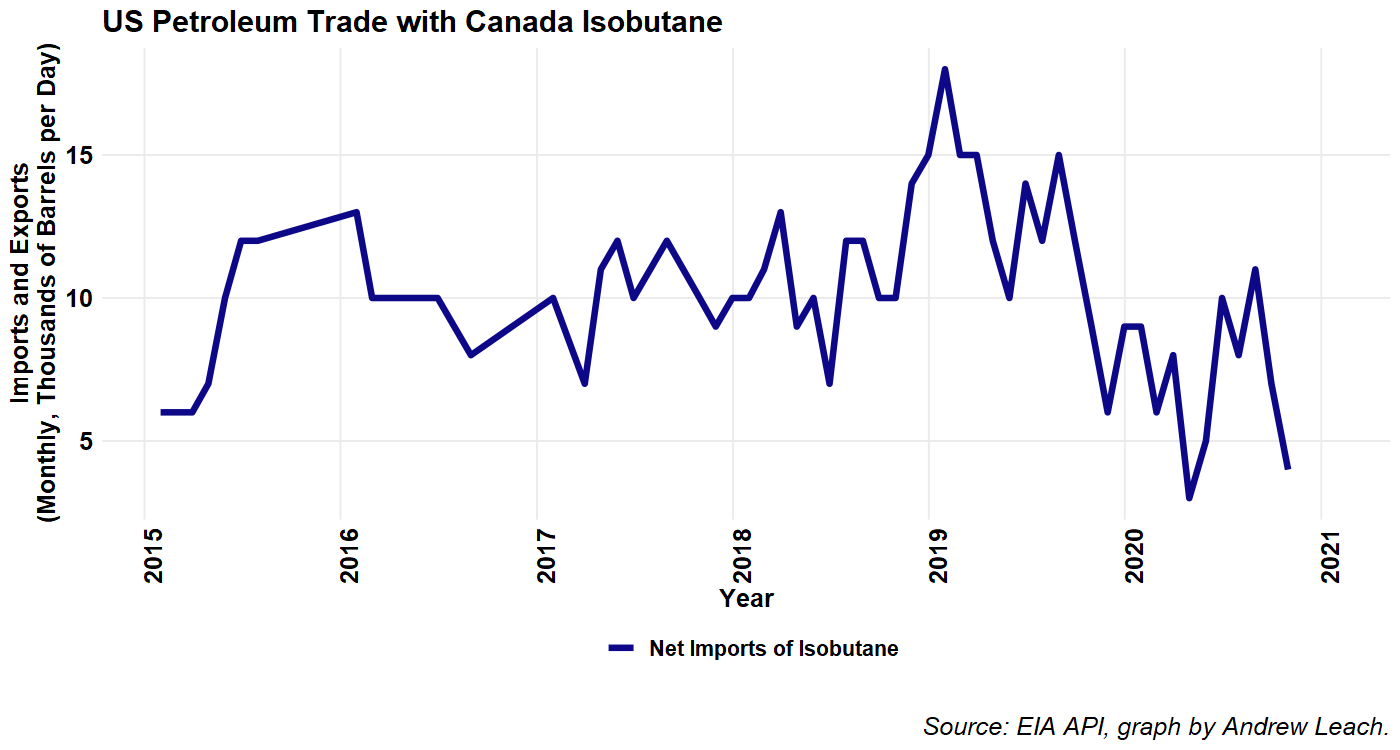 US Petroleum Trade with Canada Isobutane
Imports and Exports
(Monthly, Thousands of Barrels per Day)
15
10
5
2015
2016
2017
2018
2019
2020
2021
Year
Net Imports of Isobutane
Source: EIA API, graph by Andrew Leach.